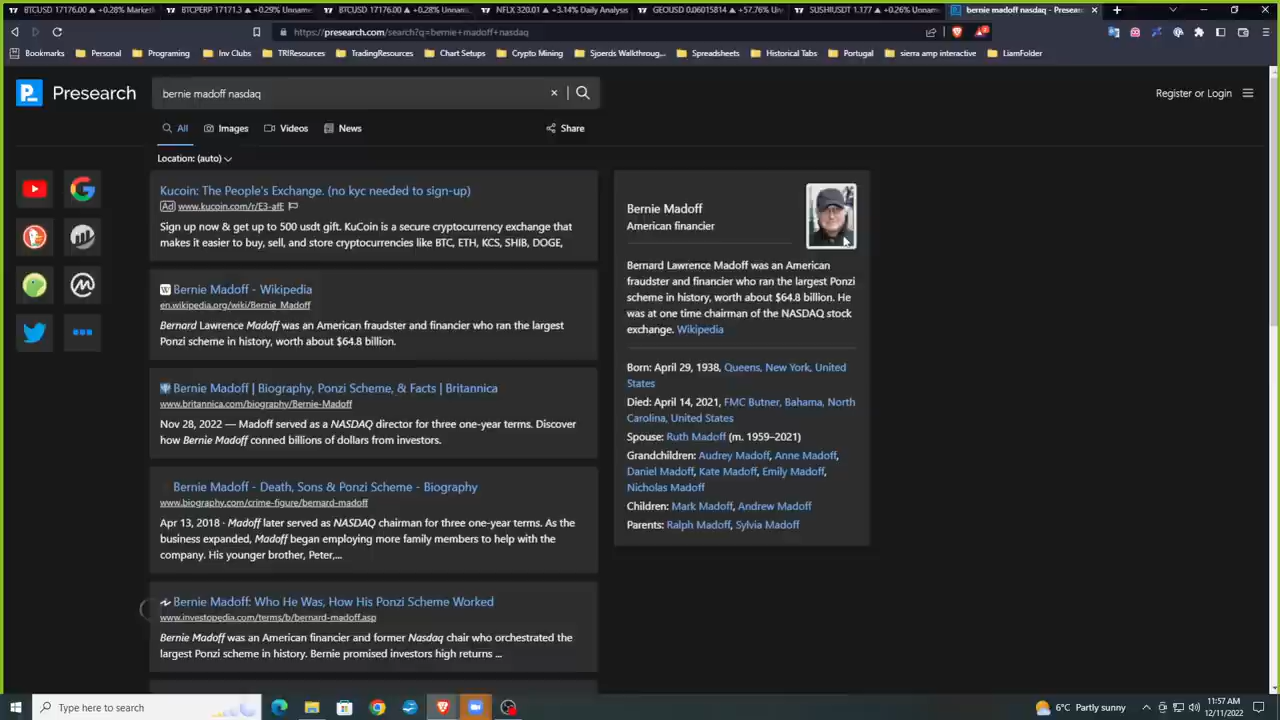 BTCUSD 17176.00 ▲ +0.28% Market
BTCPERP 17171.3 ▲ +0.29% Unnam
BTCUSD 17176.00 ▲ +0.28% Unnam
NFLX 320.01 ▲ +3.14% Daily Analysis
GEOUSD 0.06015314 ▲ +57.76% Un
SUSHIUSDT 1.177 ▲ +0.26% Unnam
bernie madoff nasdaq - Presearc
https://presearch.com/search?q=bernie+madoff+nasdaq
Bookmarks Personal Programing Inv Clubs TRIResources TradingResources Chart Setups Crypto Mining Sjoerds Walkthroug... Spreadsheets Historical Tabs Portugal sierra amp interactive LiamFolder
Presearch
bernie madoff nasdaq
Register or Login
All Images Videos News Share
Location: (auto)
Kucoin: The People's Exchange. (no kyc needed to sign-up)
Ad www.kucoin.com/r/E3-afE
Sign up now & get up to 500 usdt gift. KuCoin is a secure cryptocurrency exchange that
makes it easier to buy, sell, and store cryptocurrencies like BTC, ETH, KCS, SHIB, DOGE,
Bernie Madoff - Wikipedia
en.wikipedia.org/wiki/Bernie_Madoff
Bernard Lawrence Madoff was an American fraudster and financier who ran the largest
Ponzi scheme in history, worth about $64.8 billion.
Bernie Madoff | Biography, Ponzi Scheme, & Facts | Britannica
www.britannica.com/biography/Bernie-Madoff
Nov 28, 2022 — Madoff served as a NASDAQ director for three one-year terms. Discover
how Bernie Madoff conned billions of dollars from investors.
Bernie Madoff - Death, Sons & Ponzi Scheme - Biography
www.biography.com/crime-figure/bernard-madoff
Apr 13, 2018 · Madoff later served as NASDAQ chairman for three one-year terms. As the
business expanded, Madoff began employing more family members to help with the
company. His younger brother, Peter,...
Bernie Madoff: Who He Was, How His Ponzi Scheme Worked
www.investopedia.com/terms/b/bernard-madoff.asp
Bernie Madoff was an American financier and former Nasdaq chair who orchestrated the
largest Ponzi scheme in history. Bernie promised investors high returns ...
Bernie Madoff
American financier
Bernard Lawrence Madoff was an American
fraudster and financier who ran the largest Ponzi
scheme in history, worth about $64.8 billion. He
was at one time chairman of the NASDAQ stock
exchange. Wikipedia
Born: April 29, 1938, Queens, New York, United
States
Died: April 14, 2021, FMC Butner, Bahama, North
Carolina, United States
Spouse: Ruth Madoff (m. 1959–2021)
Grandchildren: Audrey Madoff, Anne Madoff,
Daniel Madoff, Kate Madoff, Emily Madoff,
Nicholas Madoff
Children: Mark Madoff, Andrew Madoff
Parents: Ralph Madoff, Sylvia Madoff
Type here to search
6°C Partly sunny
11:57 AM
12/11/2022